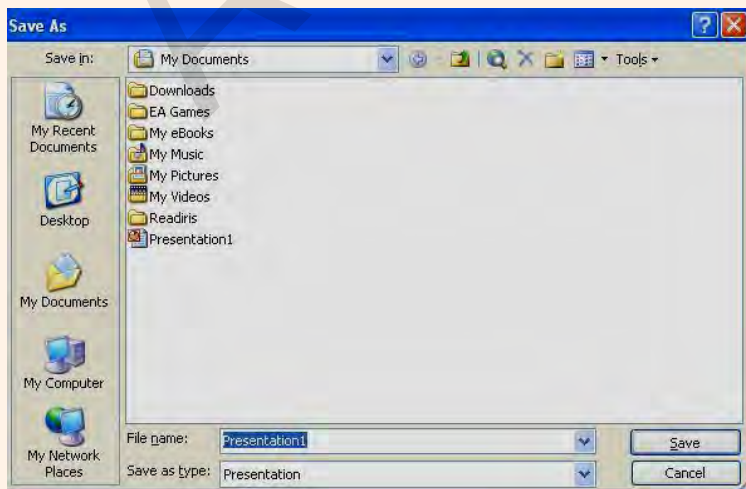 Save As
Save in:
My Documents
Tools
My Recent
Documents
Desktop
My Documents
My Computer
My Network
Places
Downloads
EA Games
My eBooks
My Music
My Pictures
My Videos
Readiris
Presentation1
File name:
Presentation1
Save
Save as type:
Presentation
Cancel